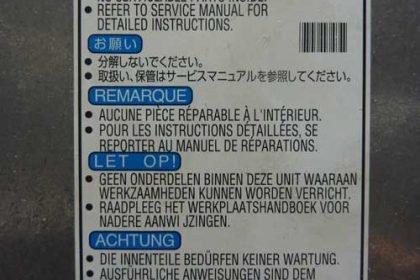 • REFER TO SERVICE MANUAL FOR
DETAILED INSTRUCTIONS.
お願い
• 分解しないでください。
• 取扱い、保管はサービスマニュアルを参照してください。
REMARQUE
• AUCUNE PIÈCE RÉPARABLE À L'INTÉRIEUR.
• POUR LES INSTRUCTIONS DÉTAILLÉES, SE
REPORTER AU MANUEL DE RÉPARATIONS.
LET OP!
• GEEN ONDERDELEN BINNEN DEZE UNIT WAARAAN
WERKZAAMHEDEN KUNNEN WORDEN VERRICHT.
• RAADPLEEG HET WERKPLAATSHANDBOEK VOOR
NADERE AANWI JZINGEN.
ACHTUNG
• DIE INNENTEILE BEDÜRFEN KEINER WARTUNG.
• AUSFÜHRLICHE ANWEISUNGEN SIND DEM